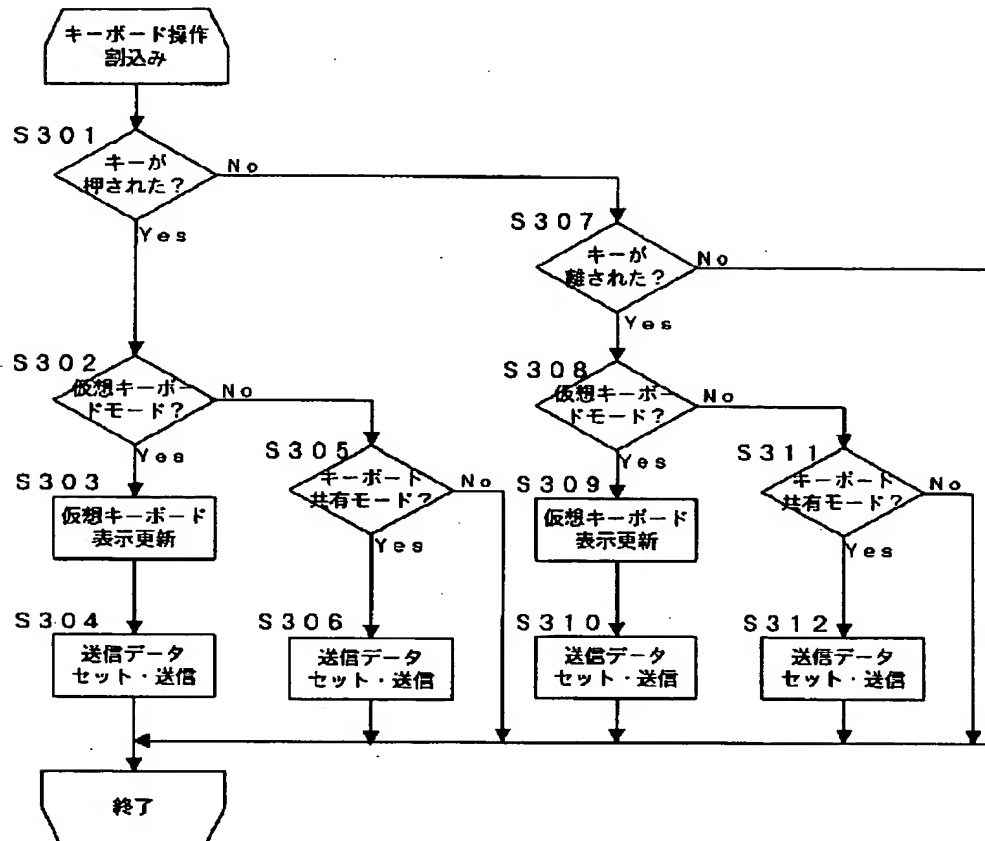 キーボード操作
割込み
S301
キーが
押された?
No
Yes
S307
キーが
離された?
No
Yes
S302
仮想キーボー
ドモード?
No
Yes
S308
仮想キーボー
ドモード?
No
Yes
S305
キーボート
共有モード?
No
Yes
S311
キーボート
共有モード?
No
Yes
S303
仮想キーボード
表示更新
S309
仮想キーボード
表示更新
S304
送信データ
セット・送信
S306
送信データ
セット・送信
S310
送信データ
セット・送信
S312
送信データ
セット・送信
終了